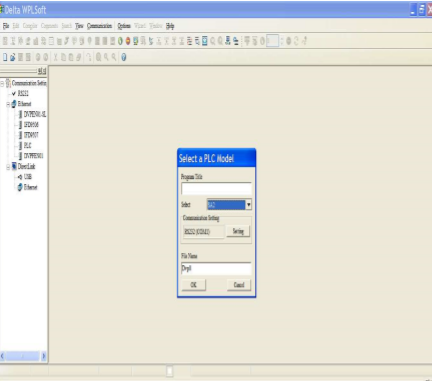 Delta WPLSoft
File Edit Compiler Comments Search View Communication Options Wizard Window Help
Communication Setting
RS232
Ethernet
DVPEN01-SL
IFD9506
IFD9507
PLC
DVPFEN01
DirectLink
USB
Ethernet
Select a PLC Model
Program Title
Select
SA2
Communication Setting
RS232 (COM1)
Setting
File Name
Dvp0
OK Cancel